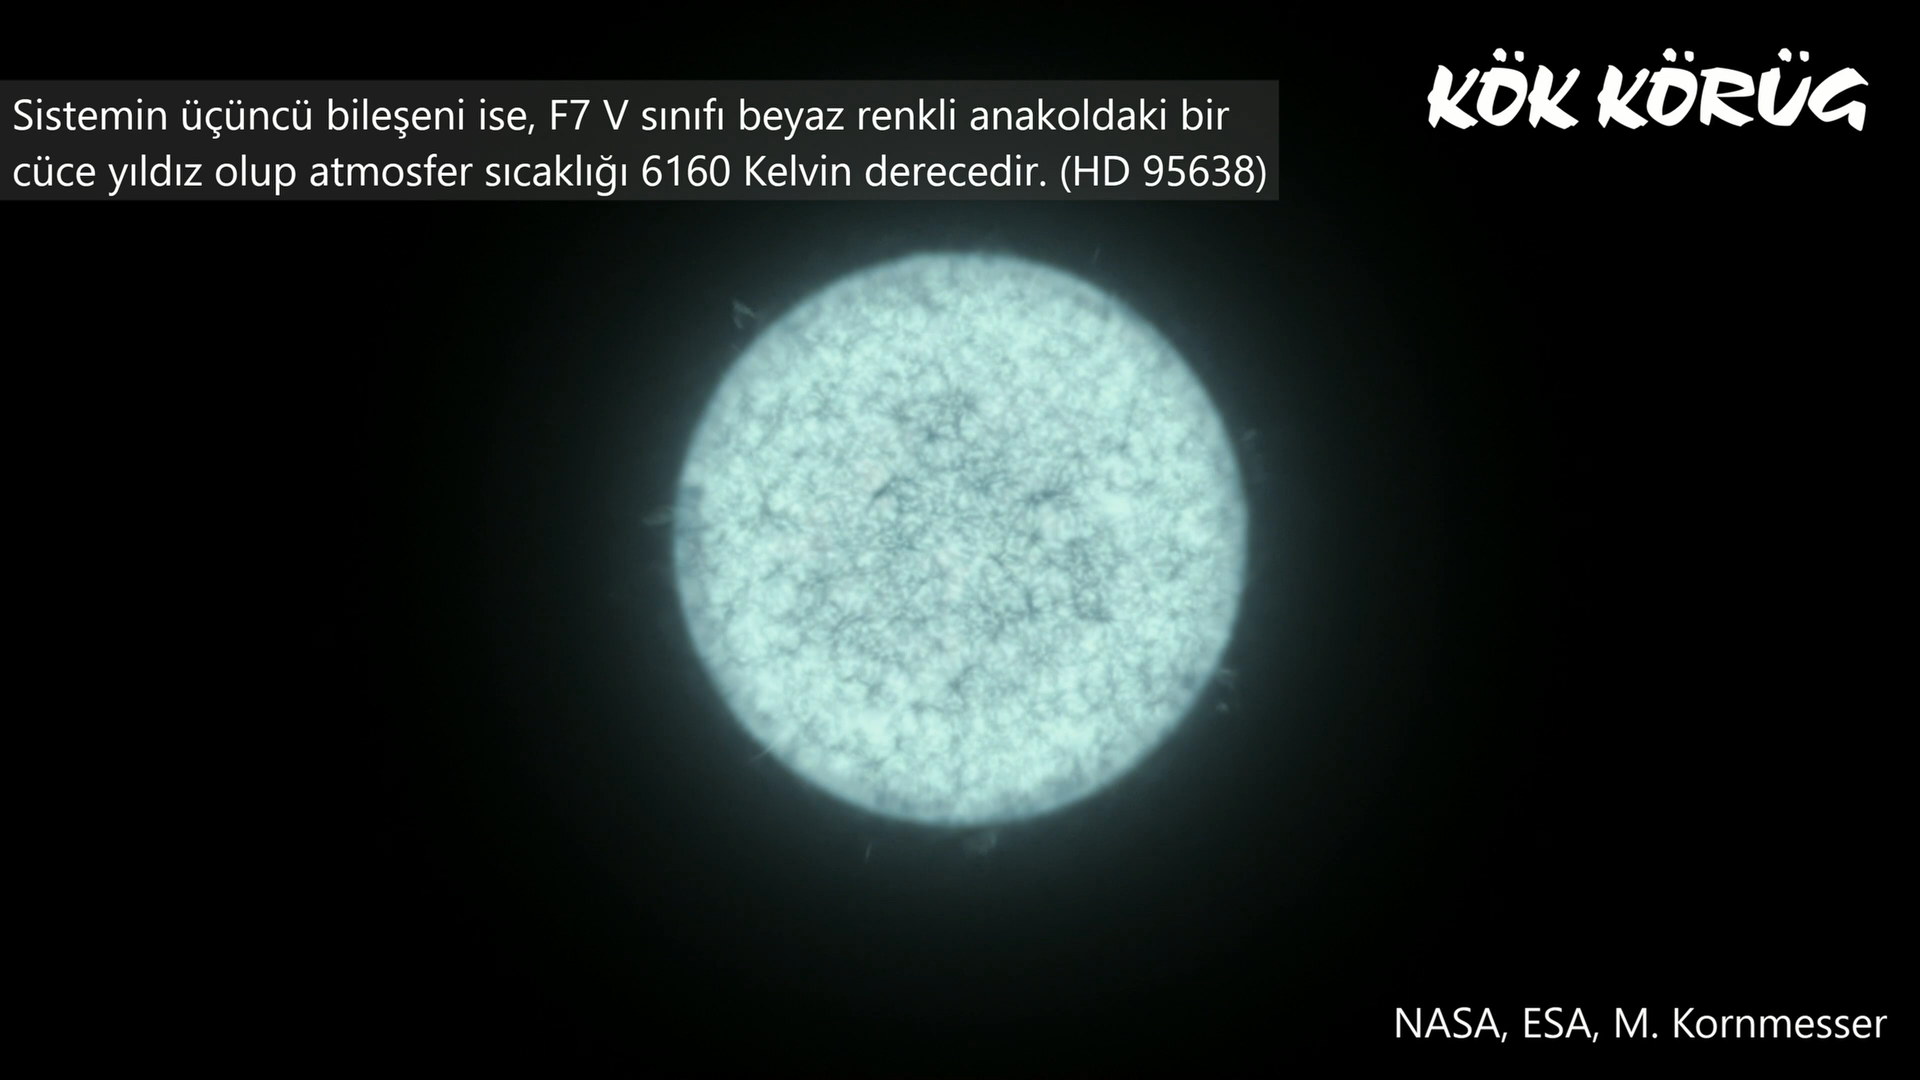 KÖK KÖRÜG
Sistemin üçüncü bileşeni ise, F7 V sınıfı beyaz renkli anakoldaki bir
cüce yıldız olup atmosfer sıcaklığı 6160 Kelvin derecedir. (HD 95638)
NASA, ESA, M. Kornmesser